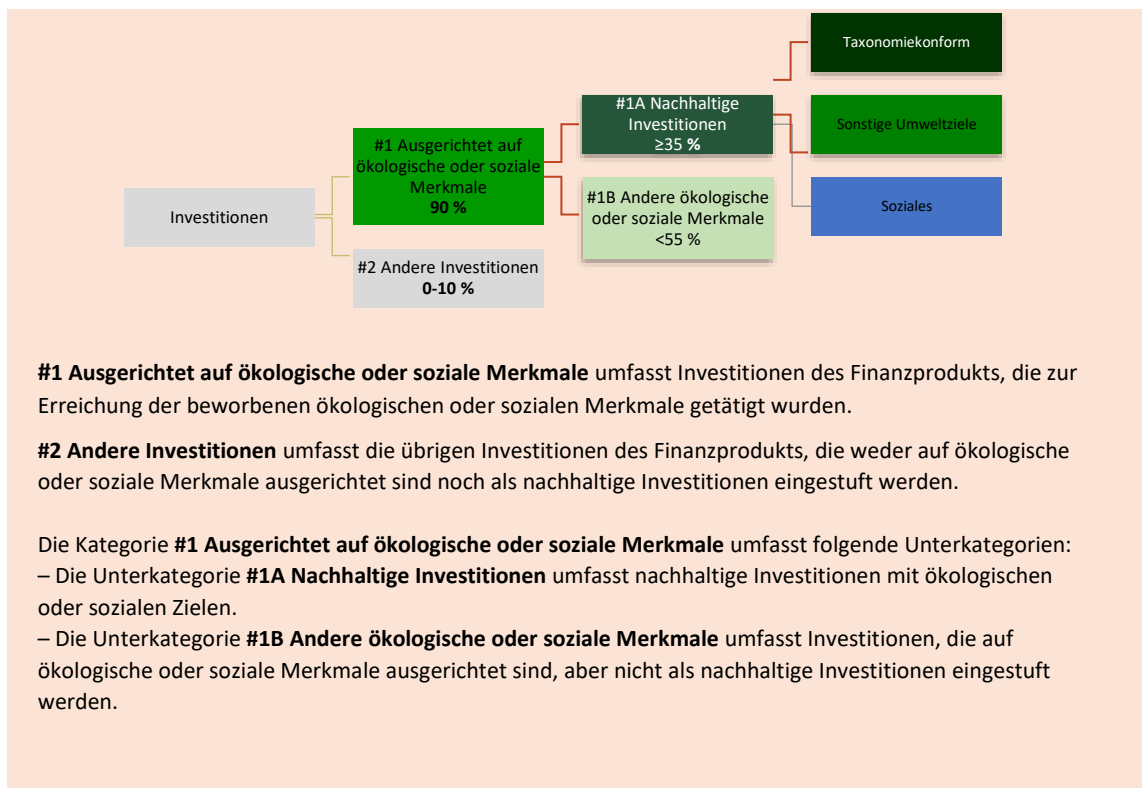 Taxonomiekonform
#1A Nachhaltige
Investitionen
≥35 %
Sonstige Umweltziele
#1 Ausgerichtet auf
ökologische oder soziale
Merkmale
90 %
#1B Andere ökologische
oder soziale Merkmale
<55 %
Soziales
Investitionen
#2 Andere Investitionen
0-10 %
#1 Ausgerichtet auf ökologische oder soziale Merkmale umfasst Investitionen des Finanzprodukts, die zur
Erreichung der beworbenen ökologischen oder sozialen Merkmale getätigt wurden.
#2 Andere Investitionen umfasst die übrigen Investitionen des Finanzprodukts, die weder auf ökologische
oder soziale Merkmale ausgerichtet sind noch als nachhaltige Investitionen eingestuft werden.
Die Kategorie #1 Ausgerichtet auf ökologische oder soziale Merkmale umfasst folgende Unterkategorien:
– Die Unterkategorie #1A Nachhaltige Investitionen umfasst nachhaltige Investitionen mit ökologischen
oder sozialen Zielen.
– Die Unterkategorie #1B Andere ökologische oder soziale Merkmale umfasst Investitionen, die auf
ökologische oder soziale Merkmale ausgerichtet sind, aber nicht als nachhaltige Investitionen eingestuft
werden.